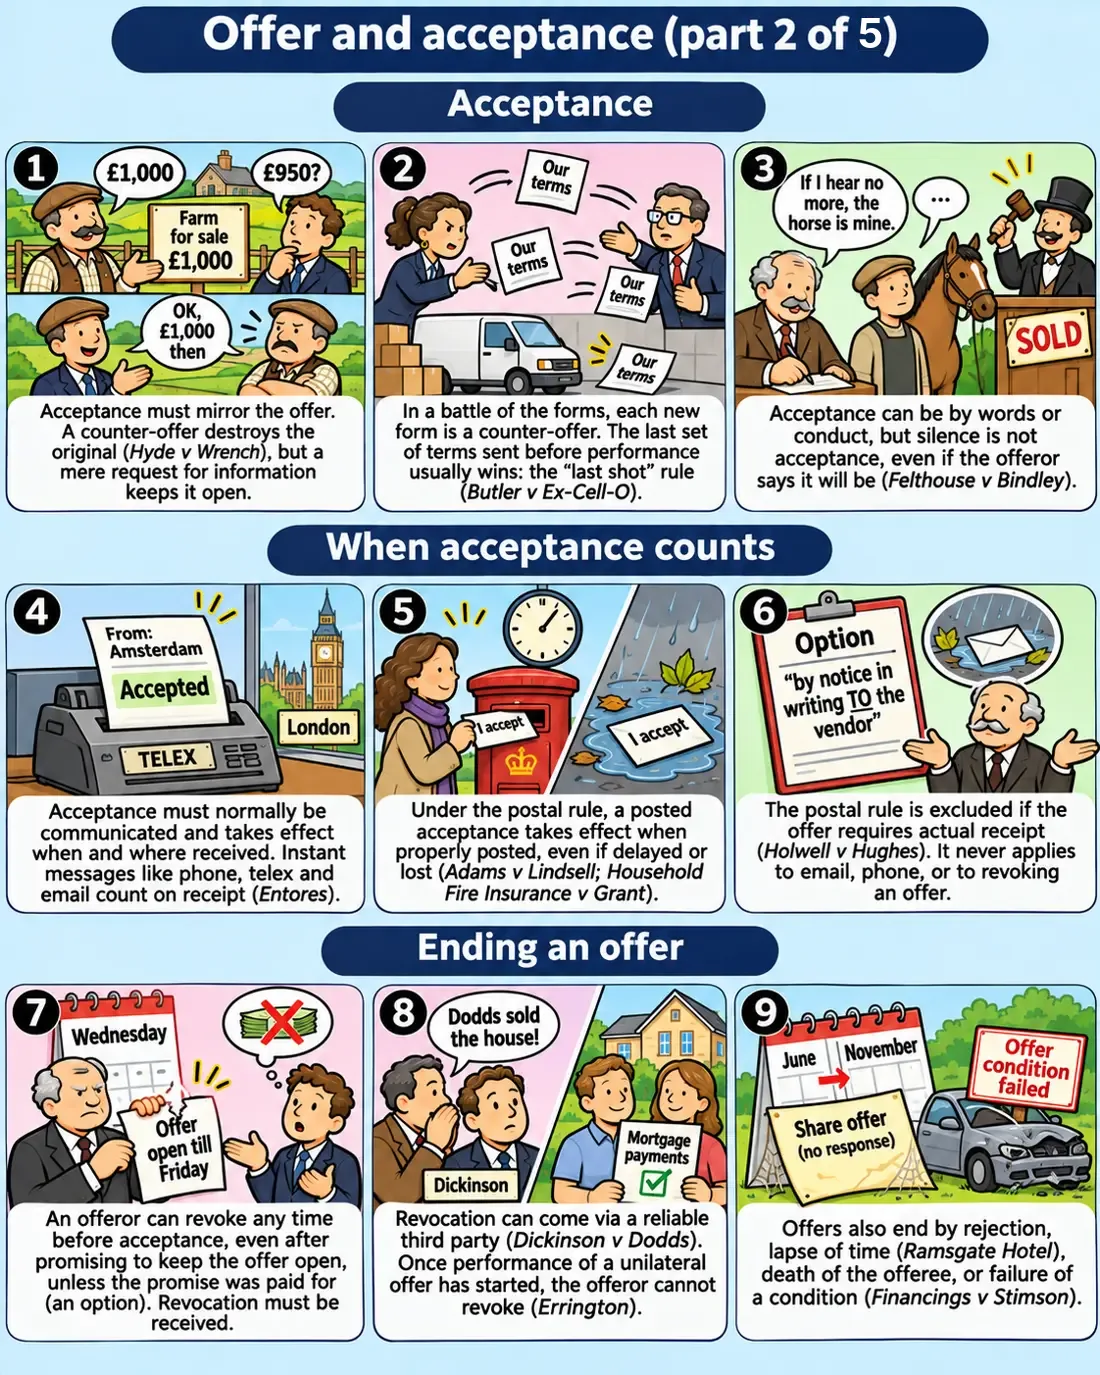 Offer and acceptance (part 2 of 5)
Acceptance
1
£1,000
£950?
Farm
for sale
£1,000
OK,
£1,000
then
Acceptance must mirror the offer.
A counter-offer destroys the
original (Hyde v Wrench), but a
mere request for information
keeps it open.
2
Our
terms
Our
terms
Our
terms
Our
terms
In a battle of the forms, each new
form is a counter-offer. The last set
of terms sent before performance
usually wins: the “last shot” rule
(Butler v Ex-Cell-O).
3
If I hear no
more, the
horse is mine.
...
SOLD
Acceptance can be by words or
conduct, but silence is not
acceptance, even if the offeror
says it will be (Felthouse v Bindley).
When acceptance counts
4
From:
Amsterdam
Accepted
TELEX
London
Acceptance must normally be
communicated and takes effect
when and where received. Instant
messages like phone, telex and
email count on receipt (Entores).
5
I accept
I accept
Under the postal rule, a posted
acceptance takes effect when
properly posted, even if delayed or
lost (Adams v Lindsell; Household
Fire Insurance v Grant).
6
Option
“by notice in
writing TO the
vendor”
The postal rule is excluded if the
offer requires actual receipt
(Holwell v Hughes). It never applies
to email, phone, or to revoking
an offer.
Ending an offer
7
Wednesday
Offer
open till
Friday
An offeror can revoke any time
before acceptance, even after
promising to keep the offer open,
unless the promise was paid for
(an option). Revocation must be
received.
8
Dodds sold
the house!
Dickinson
Mortgage
payments
Revocation can come via a reliable
third party (Dickinson v Dodds).
Once performance of a unilateral
offer has started, the offeror cannot
revoke (Errington).
9
June
November
Share offer
(no response)
Offer
condition
failed
Offers also end by rejection,
lapse of time (Ramsgate Hotel),
death of the offeree, or failure of
a condition (Financings v Stimson).